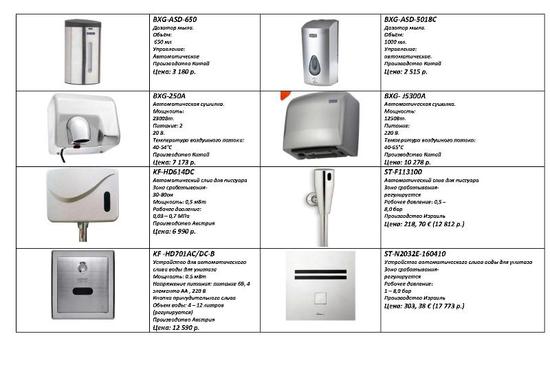 BXG-ASD-650
Дозатор мыла.
Объём:
650 мл
Управление:
Автоматическое
Производство Китай
Цена: 3 180 р.
BXG-ASD-5018C
Дозатор мыла.
Объём:
1000 мл.
Управление:
автоматическое.
Производство Китай
Цена: 2 515 р.
BXG-250A
Автоматическая сушилка.
Мощность:
2300Вт.
Питание: 2
20 В.
Температура воздушного потока:
40-54°С
Производство Китай
Цена: 7 173 р.
BXG- J5300A
Автоматическая сушилка.
Мощность:
1250Вт.
Питание:
220 В.
Температура воздушного потока:
40-65°С
Производство Китай
Цена: 10 278 р.
KF-HD614DC
Автоматический слив для писсуара
Зона срабатывания-
30-80см
Мощность: 0,5 мВт
Рабочее давление:
0,03 – 0,7 МПа
Производство Австрия
Цена: 6 990 р.
ST-F113100
Автоматический слив для писсуара
Зона срабатывания-
регулируется
Рабочее давление: 0,5 –
8,0 бар
Производство Израиль
Цена: 218, 70 € (12 812 р.)
KF -HD701AC/DC-B
Устройство для автоматического
слива воды для унитаза
Мощность: 0.5 мВт
Напряжение питания: питание 6В, 4
элемента АА , 220 В
Кнопка принудительного слива
Объем воды: 4 – 12 литров
(регулируется)
Производство Австрия
Цена: 12 590 р.
ST-N2032E-160410
Устройство автоматического слива воды для унитаза
Зона срабатывания-
регулируется
Рабочее давление:
1 – 8,0 бар
Производство Израиль
Цена: 303, 38 € (17 773 р.)